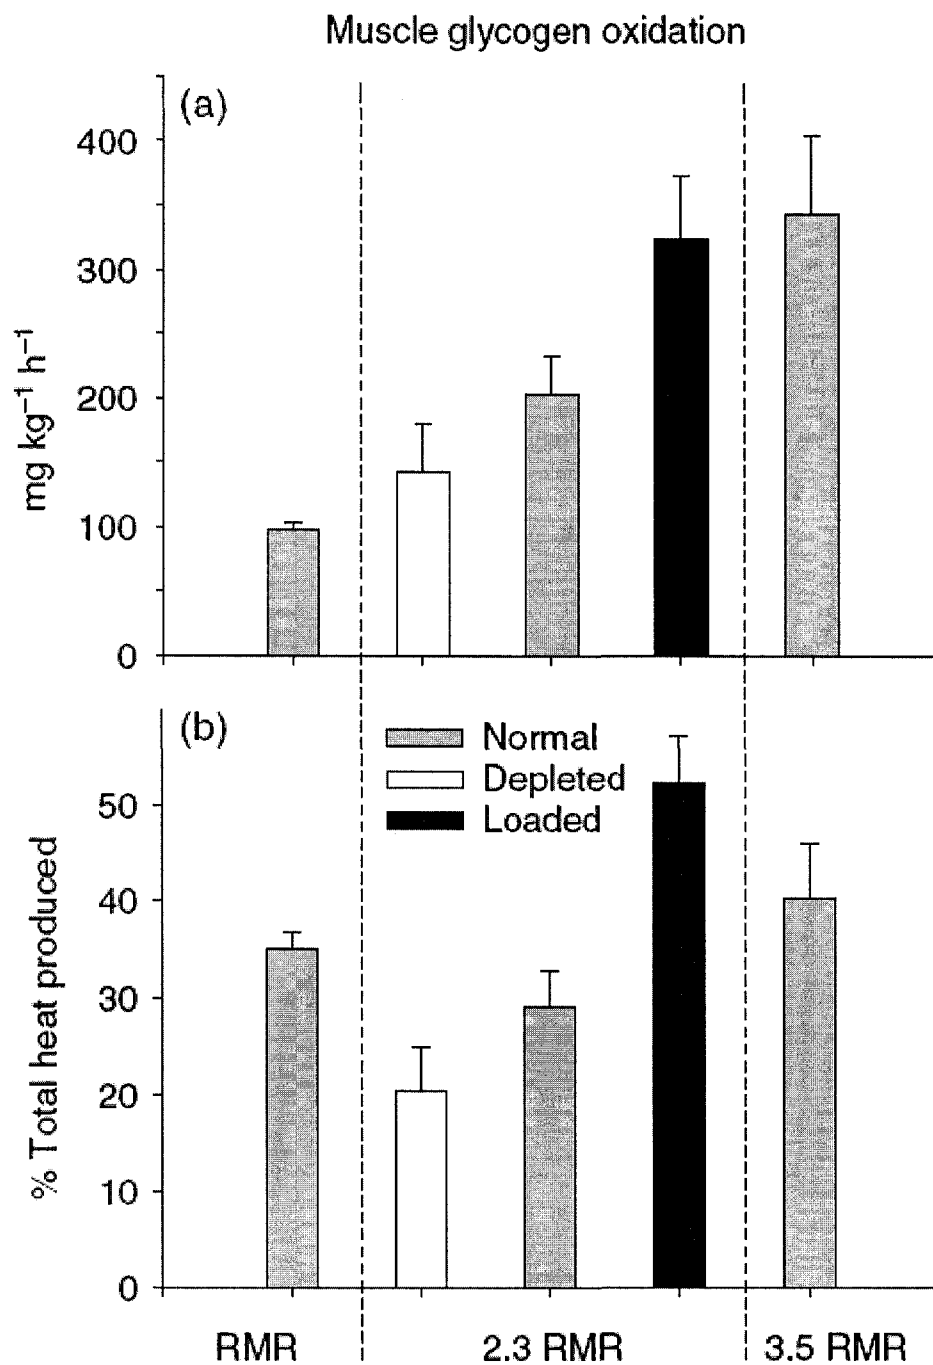 Muscle glycogen oxidation
(a)
400
300
200
100
0
mg kg⁻¹ h⁻¹
(b)
Normal
Depleted
Loaded
50
40
30
20
10
0
% Total heat produced
RMR 2.3 RMR 3.5 RMR